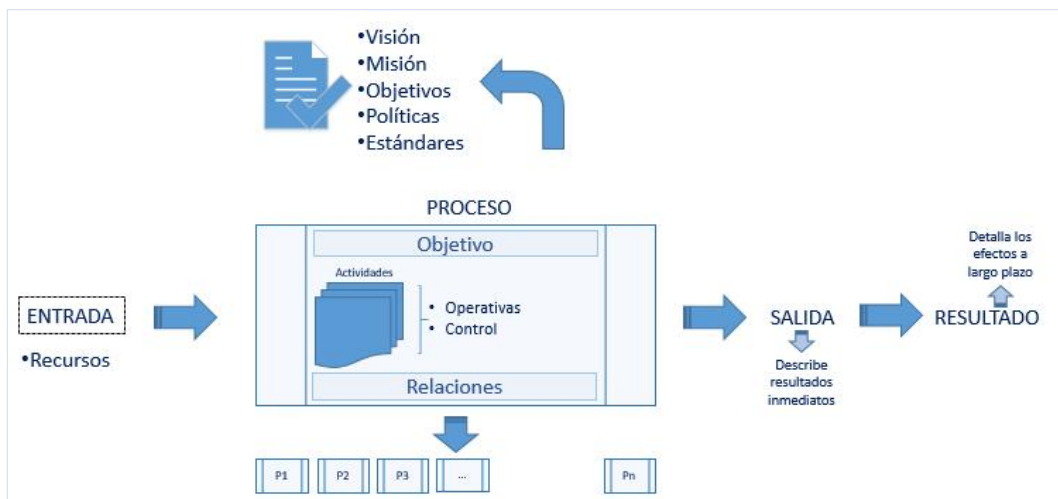 •Visión
•Misión
•Objetivos
•Políticas
•Estándares
PROCESO
Objetivo
Actividades
• Operativas
• Control
Relaciones
ENTRADA
•Recursos
SALIDA
Describe
resultados
inmediatos
Detalla los
efectos a
largo plazo
RESULTADO
P1
P2
P3
...
Pn